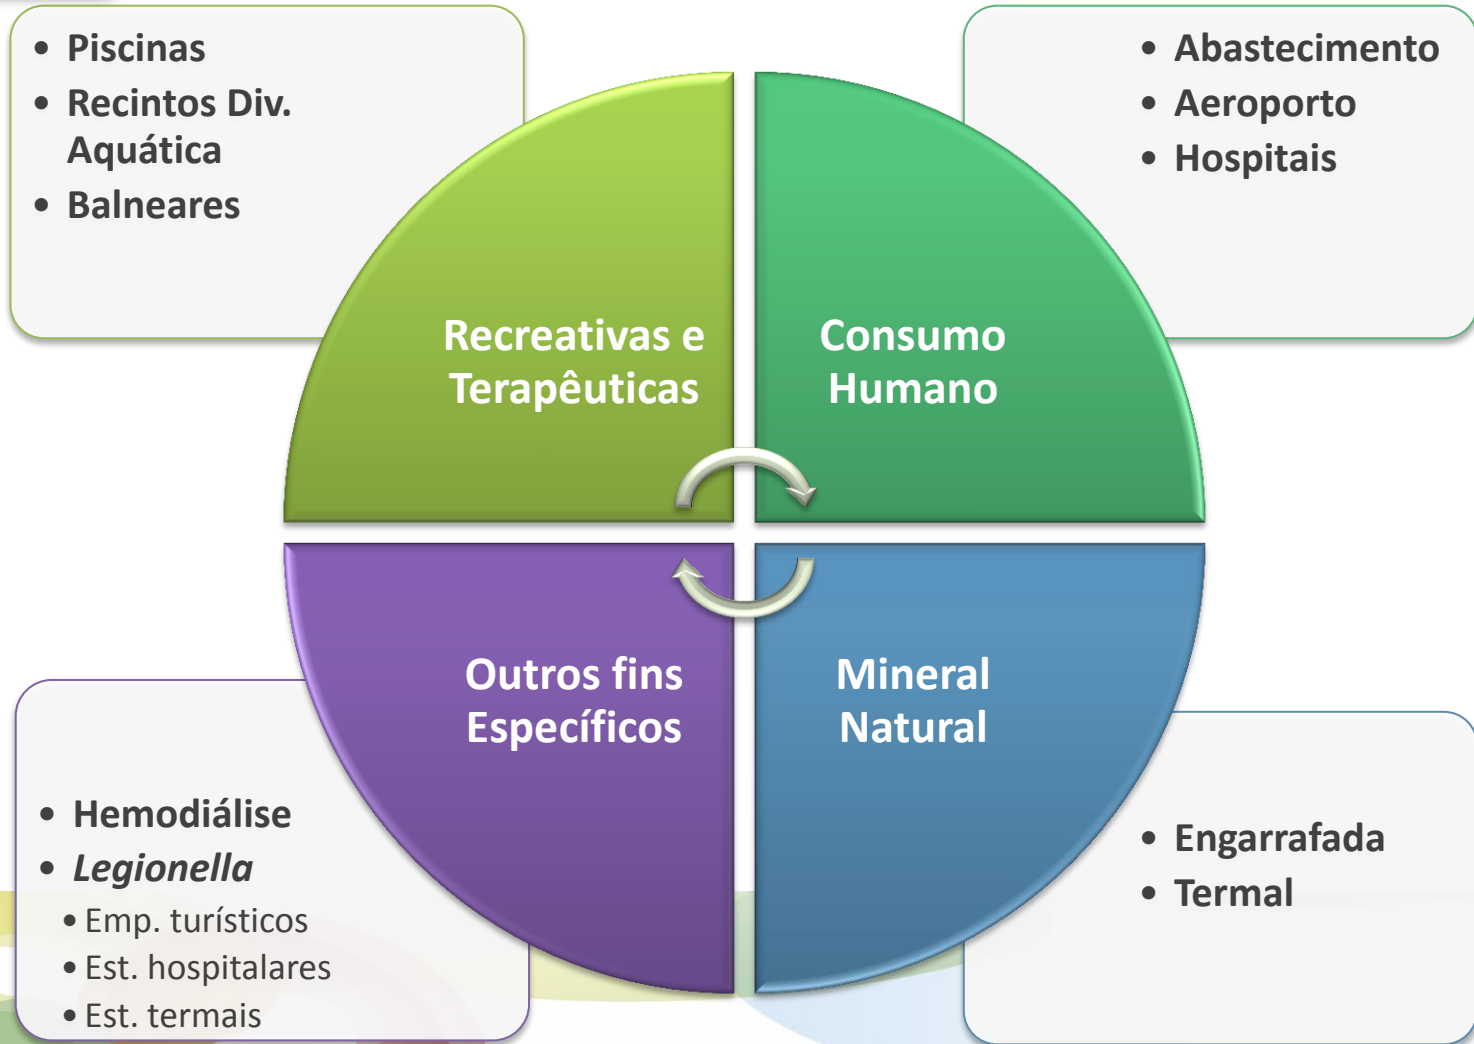 • Piscinas
• Recintos Div.
Aquática
• Balneares
• Abastecimento
• Aeroporto
• Hospitais
Recreativas e
Terapêuticas
Consumo
Humano
Outros fins
Específicos
Mineral
Natural
• Hemodiálise
• Legionella
• Emp. turísticos
• Est. hospitalares
• Est. termais
• Engarrafada
• Termal